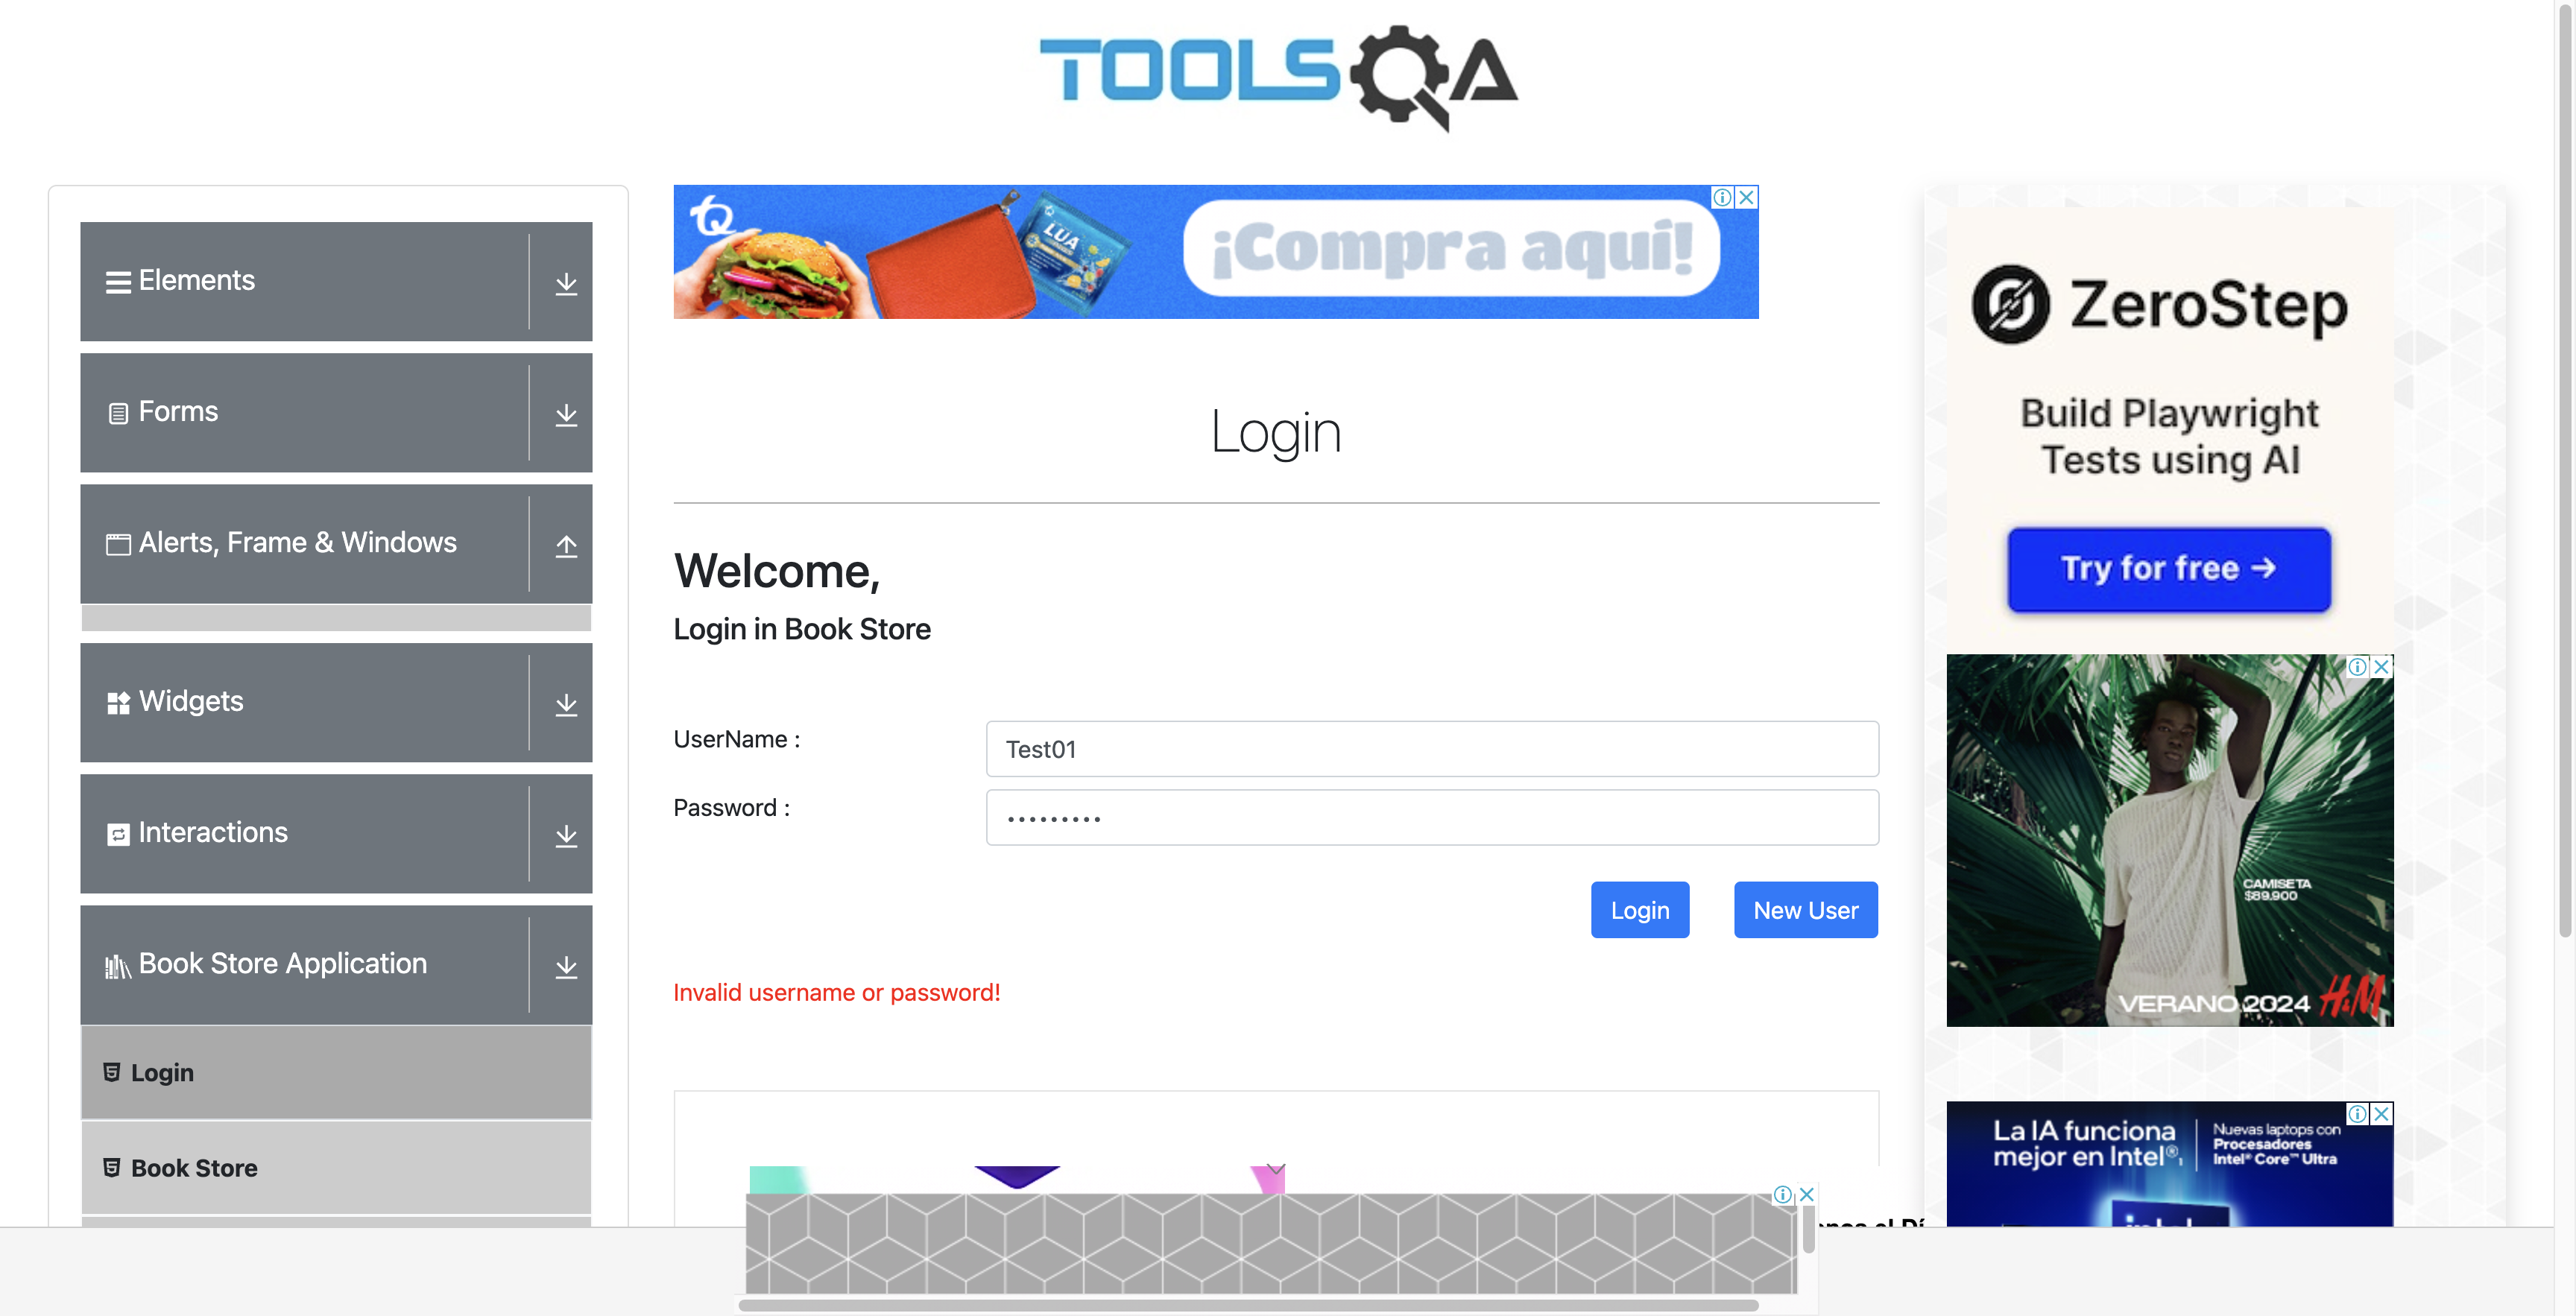 TOOLSQA
Elements
Forms
Alerts, Frame & Windows
Widgets
Interactions
Book Store Application
Login
Book Store
LUA
¡Compra aquí!
Login
Welcome,
Login in Book Store
UserName :
Test01
Password :
Login
New User
Invalid username or password!
ZeroStep
Build Playwright
Tests using AI
Try for free →
CAMISETA
$89.900
VERANO 2024 H&M
La IA funciona
mejor en Intel®,1
Nuevas laptops con
Procesadores
Intel® Core™ Ultra